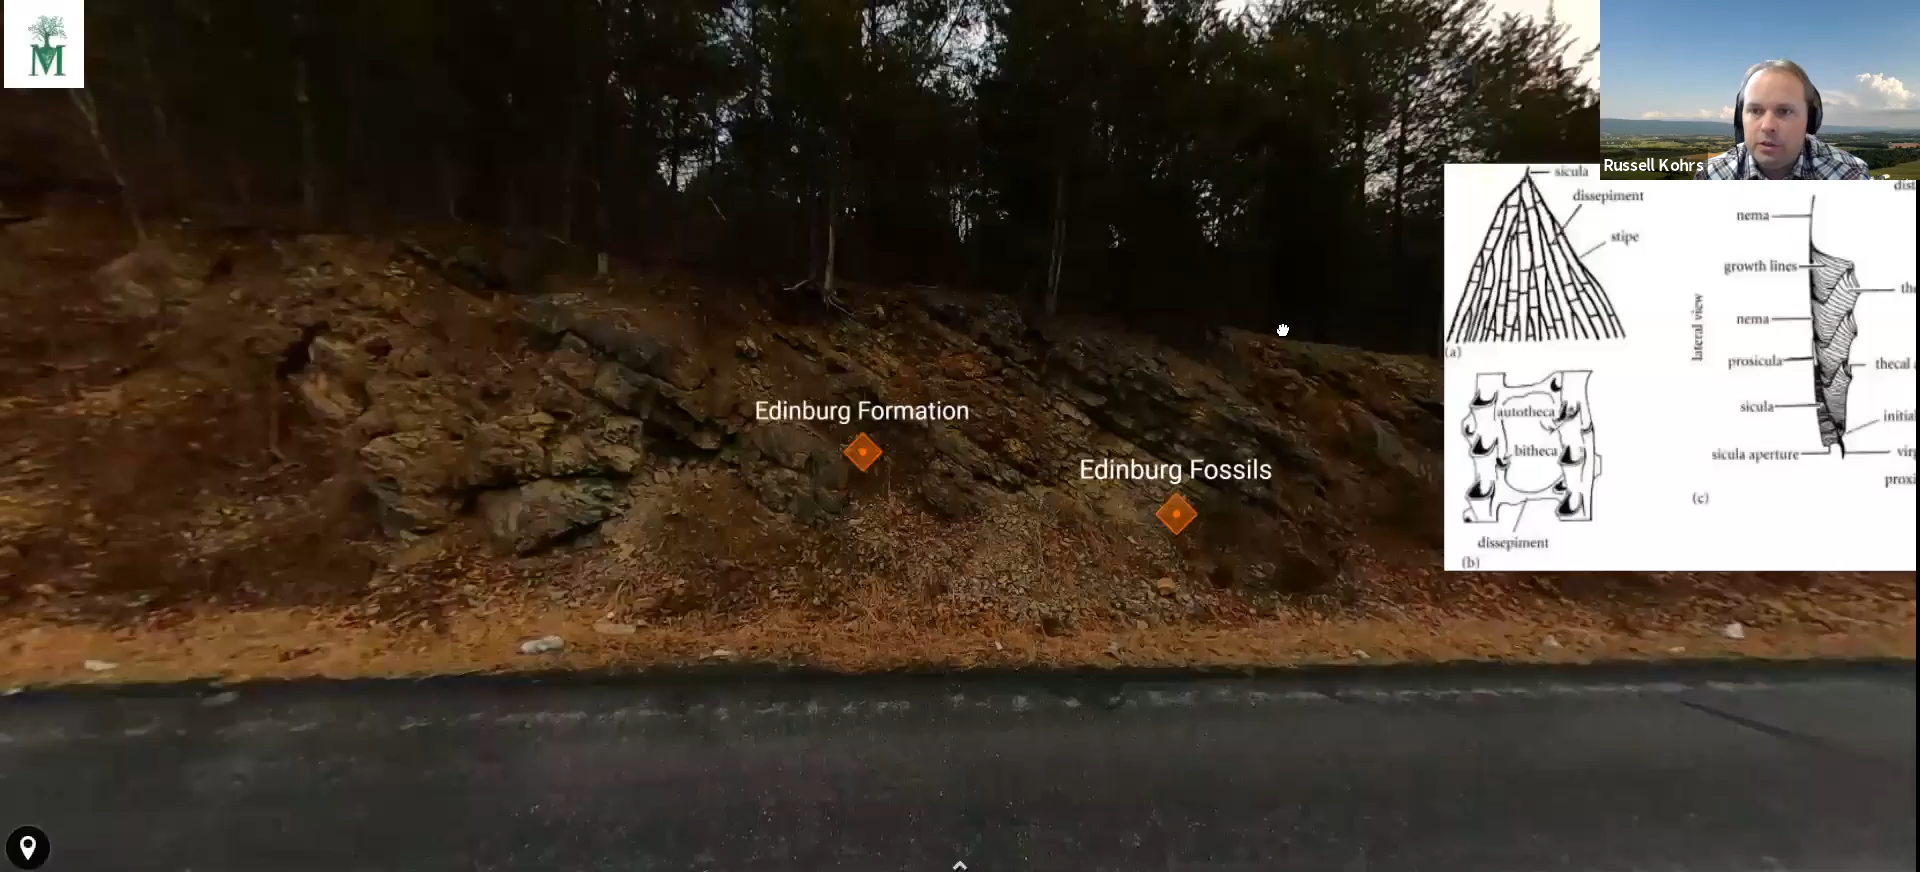 M
Russell Kohrs
Edinburg Formation
Edinburg Fossils
sicula
dissepiment
stipe
(a)
autotheca
bitheca
dissepiment
(b)
nema
growth lines
nema
prosicula
sicula
sicula aperture
lateral view
thecal
initial
(c)